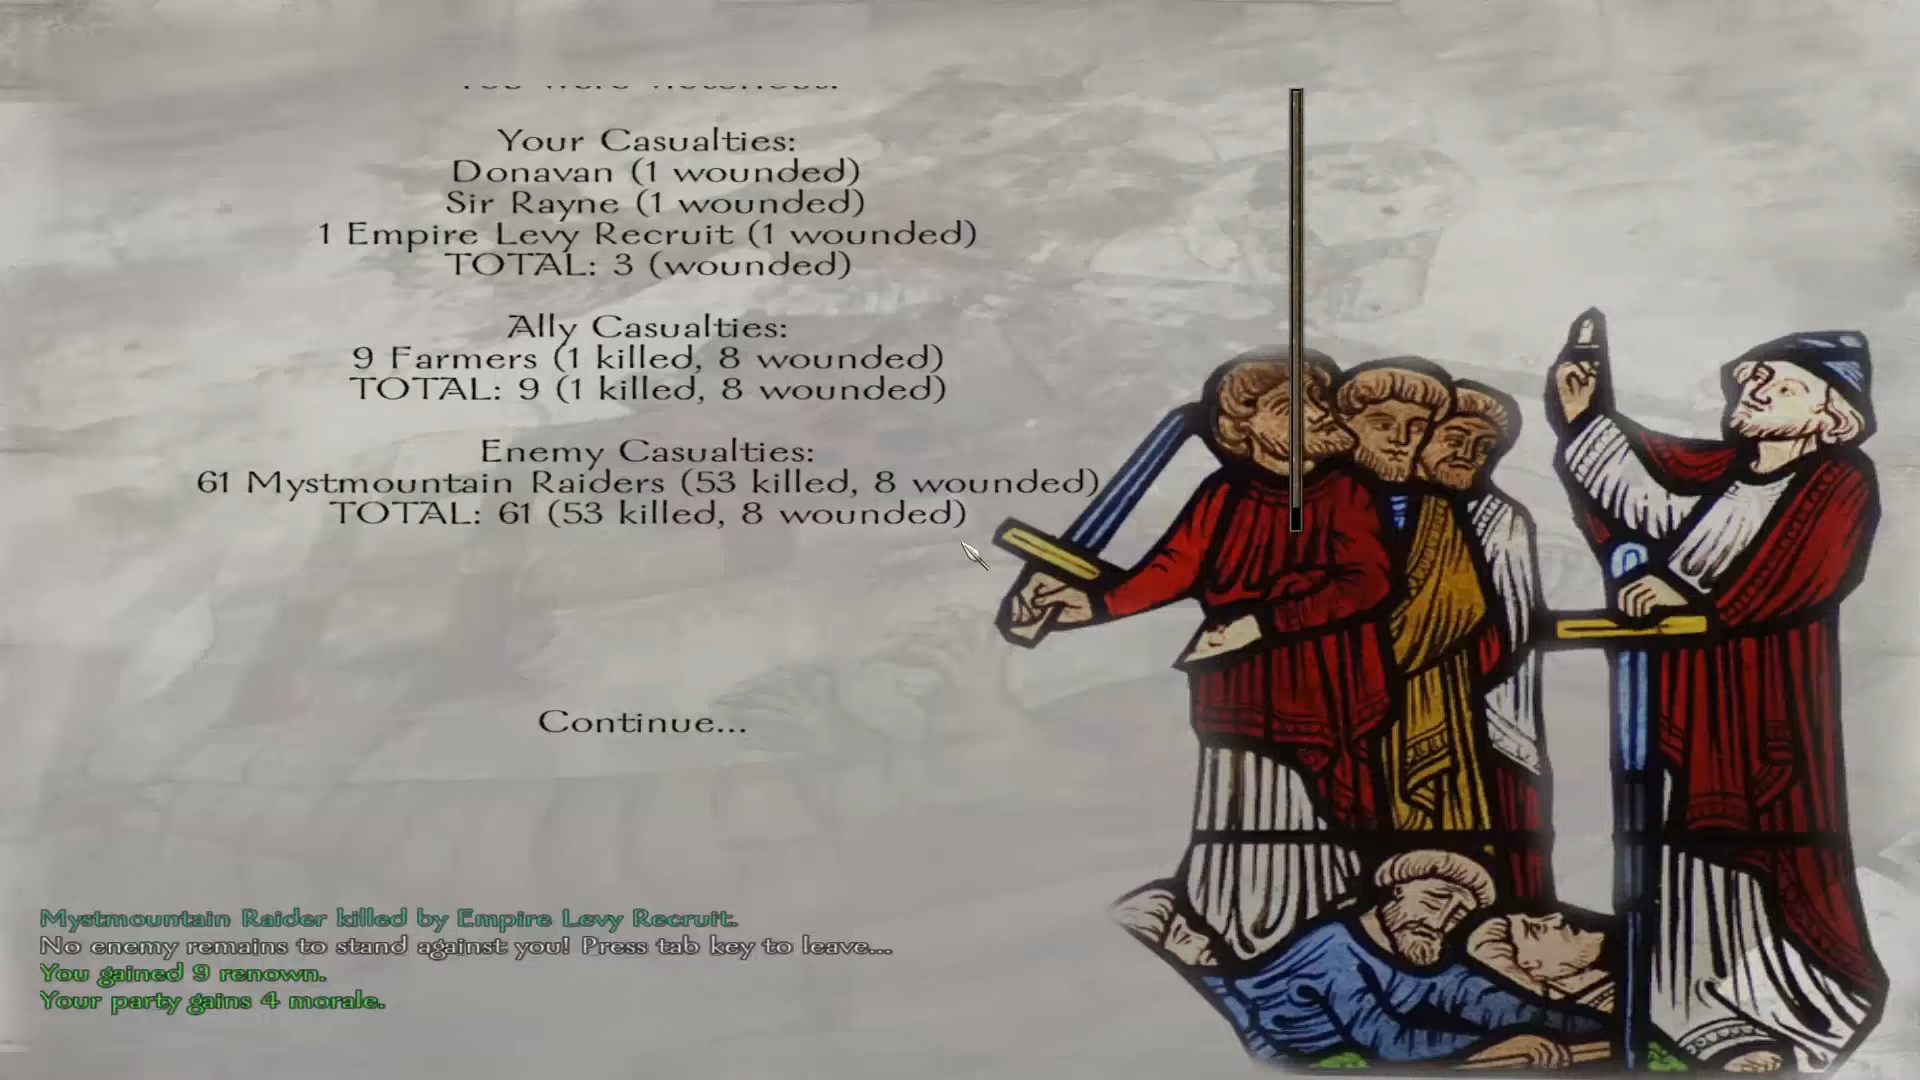 Your Casualties:
Donavan (1 wounded)
Sir Rayne (1 wounded)
1 Empire Levy Recruit (1 wounded)
TOTAL: 3 (wounded)
Ally Casualties:
9 Farmers (1 killed, 8 wounded)
TOTAL: 9 (1 killed, 8 wounded)
Enemy Casualties:
61 Mystmountain Raiders (53 killed, 8 wounded)
TOTAL: 61 (53 killed, 8 wounded)
Continue...
Mystmountain Raider killed by Empire Levy Recruit.
No enemy remains to stand against you! Press tab key to leave...
You gained 9 renown.
Your party gains 4 morale.